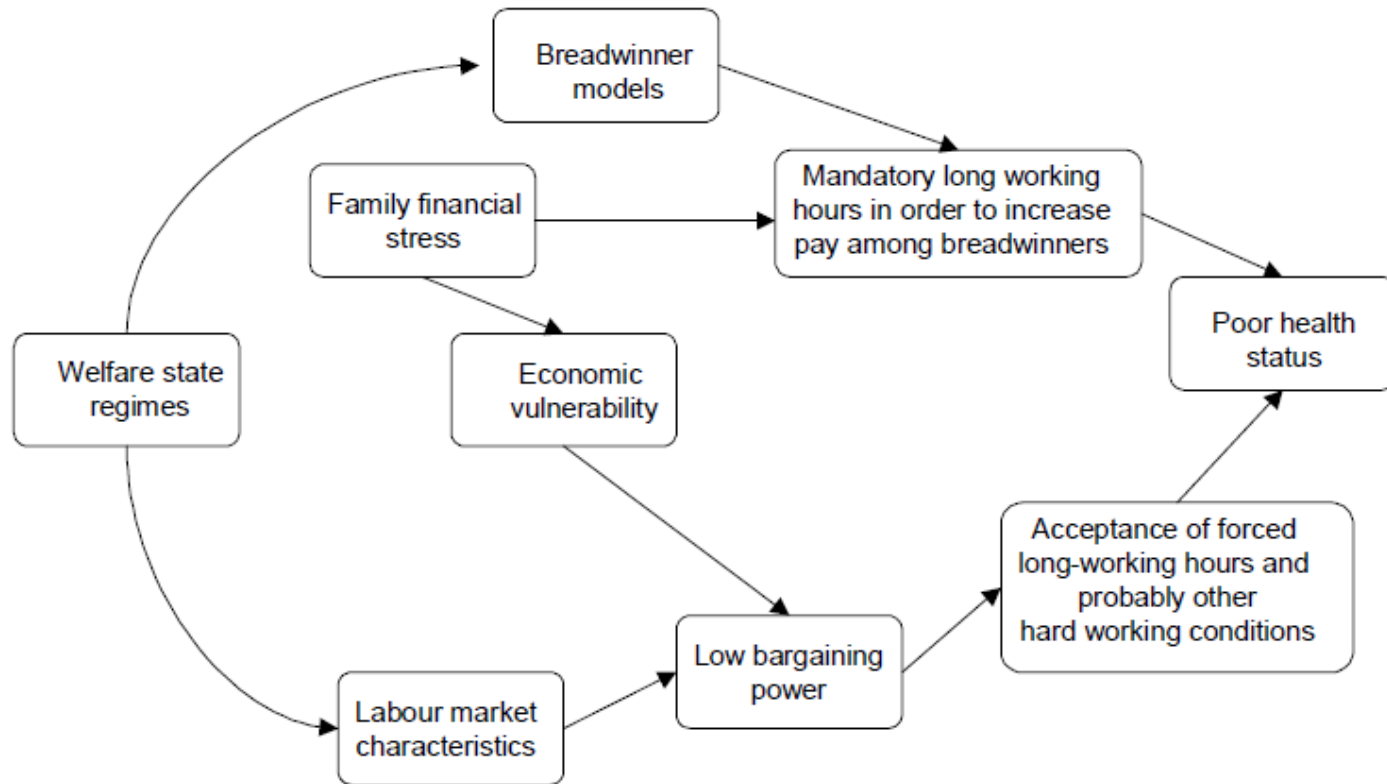 Breadwinner
models
Family financial
stress
Mandatory long working
hours in order to increase
pay among breadwinners
Welfare state
regimes
Economic
vulnerability
Poor health
status
Labour market
characteristics
Low bargaining
power
Acceptance of forced
long-working hours and
probably other
hard working conditions